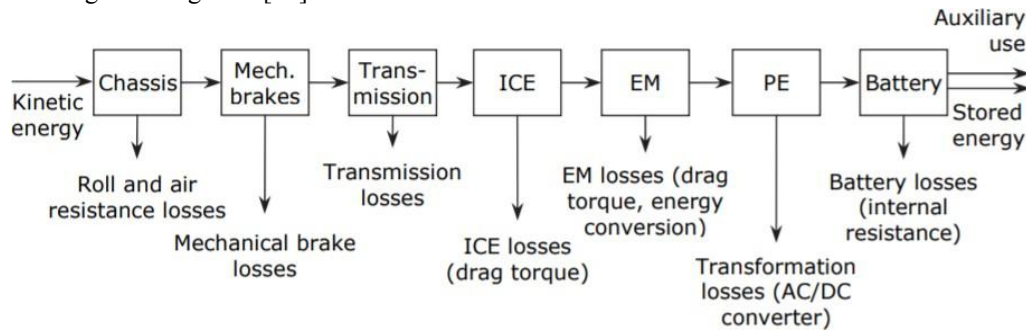 Auxiliary
use
Chassis
Mech.
brakes
Trans-
mission
ICE
EM
PE
Battery
Kinetic
energy
Stored
energy
Roll and air
resistance losses
Mechanical brake
losses
Transmission
losses
ICE losses
(drag torque)
EM losses (drag
torque, energy
conversion)
Transformation
losses (AC/DC
converter)
Battery losses
(internal
resistance)